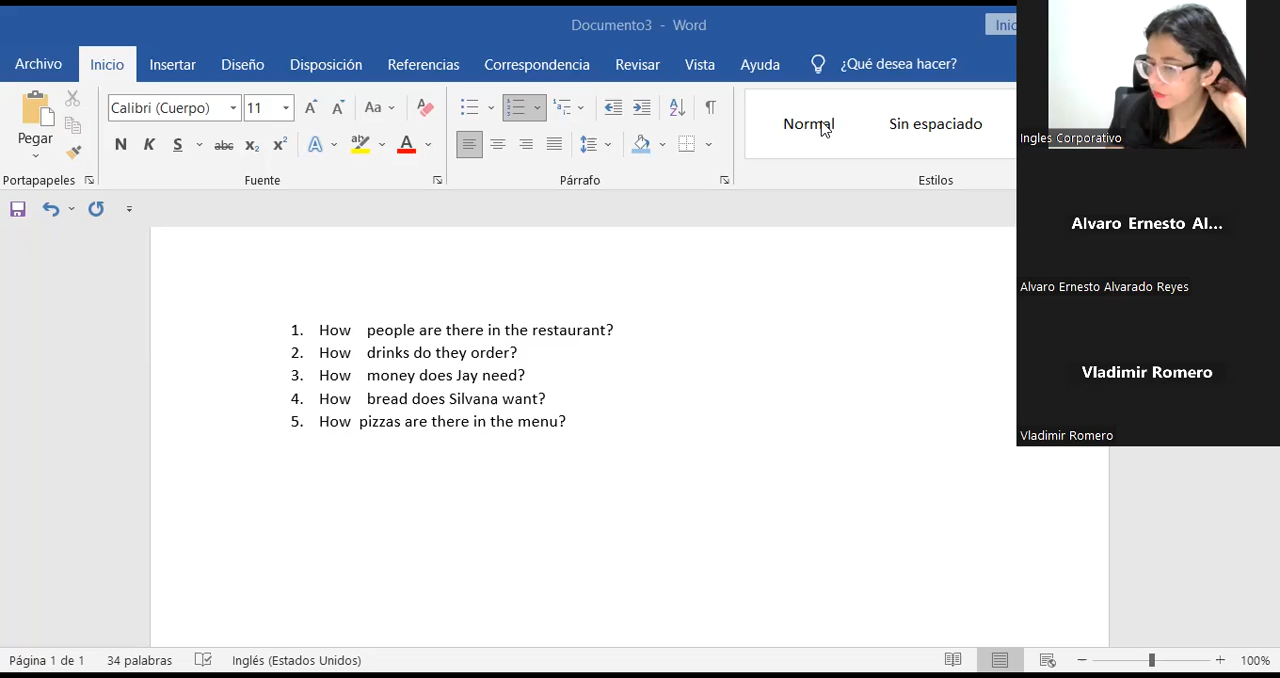 Documento3 - Word
Inic
Archivo
Inicio
Insertar
Diseño
Disposición
Referencias
Correspondencia
Revisar
Vista
Ayuda
¿Qué desea hacer?
Pegar
Calibri (Cuerpo)
11
Normal
Sin espaciado
Portapapeles
Fuente
Párrafo
Estilos
Ingles Corporativo
Alvaro Ernesto Al...
Alvaro Ernesto Alvarado Reyes
Vladimir Romero
Vladimir Romero
1. How people are there in the restaurant?
2. How drinks do they order?
3. How money does Jay need?
4. How bread does Silvana want?
5. How pizzas are there in the menu?
Página 1 de 1
34 palabras
Inglés (Estados Unidos)
100%